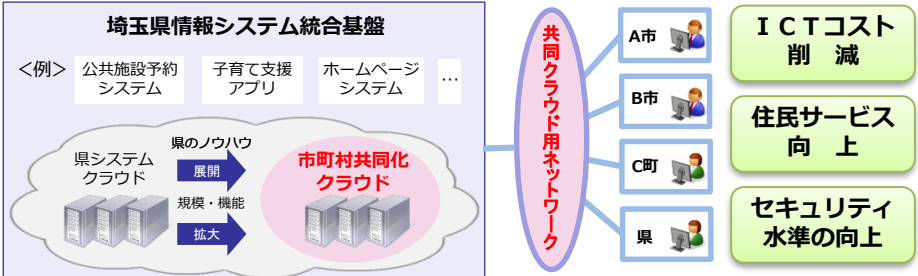 埼玉県情報システム統合基盤
＜例＞
公共施設予約
システム
子育て支援
アプリ
ホームページ
システム
…
県システム
クラウド
県のノウハウ
展開
規模・機能
拡大
市町村共同化
クラウド
共同クラウド用ネットワーク
A市
B市
C町
県
ＩＣＴコスト
削　減
住民サービス
向　上
セキュリティ
水準の向上